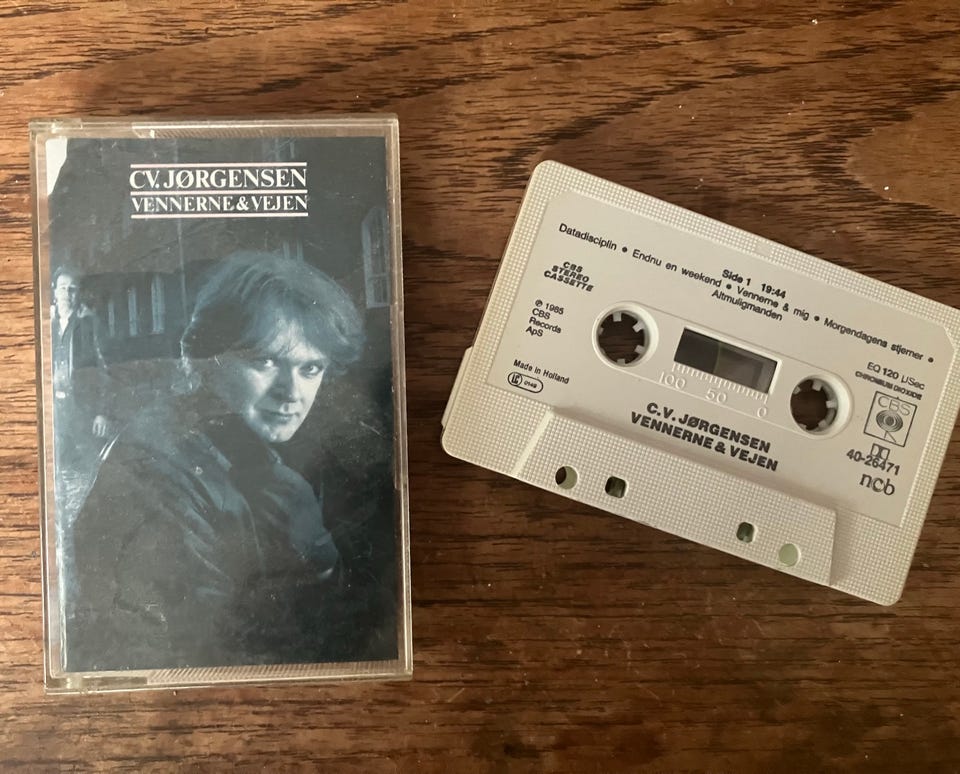 C.V. JØRGENSEN
VENNERNE & VEJEN
Side 1 19:44
Datadisciplin • Endnu en weekend • Vennerne & mig • Morgendagens stjerner •
Altmuligmanden
CBS
STEREO
CASSETTE
℗ 1985
CBS
Records
ApS
Made in Holland
LC 0149
100 50 0
EQ 120 μSec
CHROMIUM DIOXIDE
CBS
40-26471
ncb
C.V. JØRGENSEN
VENNERNE & VEJEN